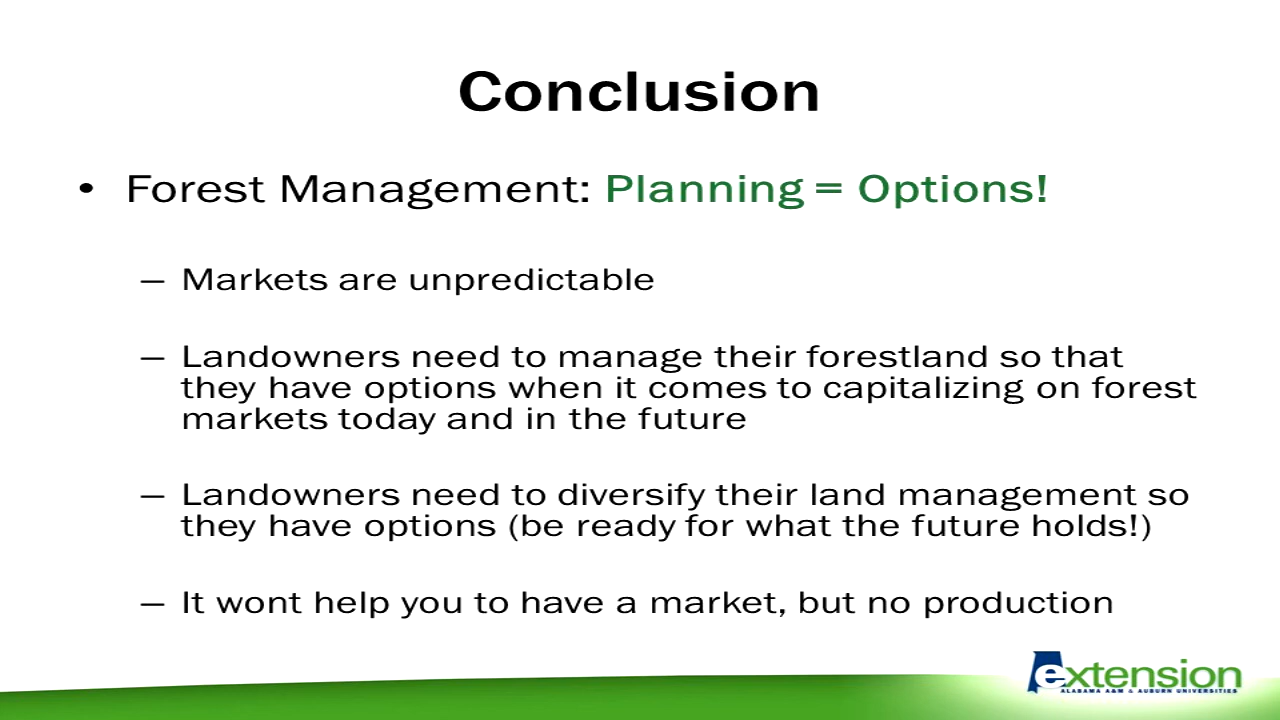 Conclusion
• Forest Management: Planning = Options!
– Markets are unpredictable
– Landowners need to manage their forestland so that
they have options when it comes to capitalizing on forest
markets today and in the future
– Landowners need to diversify their land management so
they have options (be ready for what the future holds!)
– It wont help you to have a market, but no production
extension
ALABAMA A&M & AUBURN UNIVERSITIES